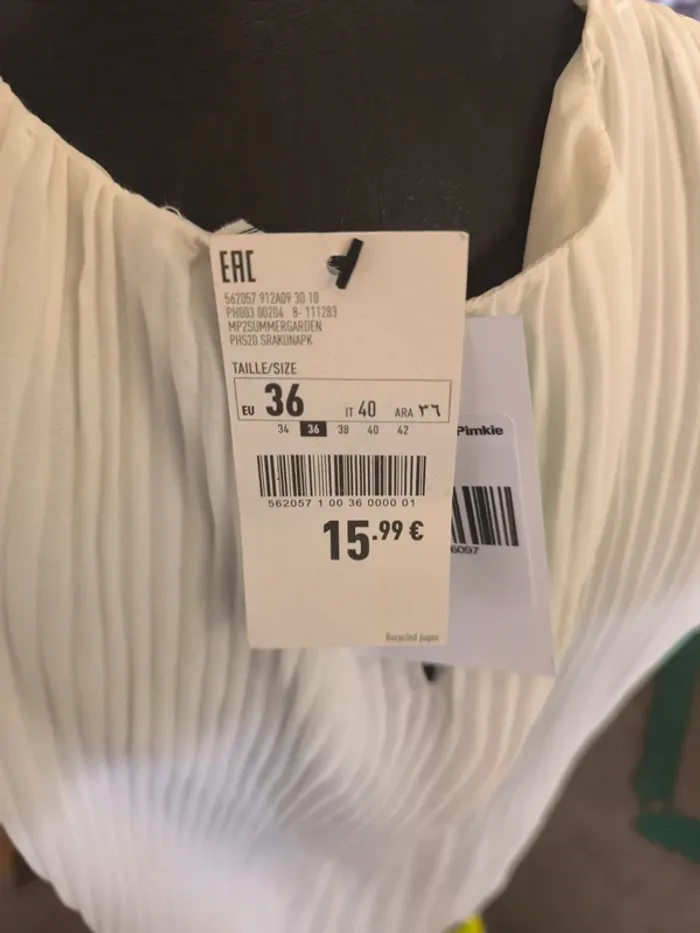 EAC
562057 912A09 30 10
PH003 00204 8- 111283
MP2SUMMERGARDEN
PHS20 SRAKUNAPK
TAILLE/SIZE
EU 36 IT 40 ARA ٣٦
34 36 38 40 42
562057 1 00 36 0000 01
15.99 €
Recycled paper
Pimkie
6097